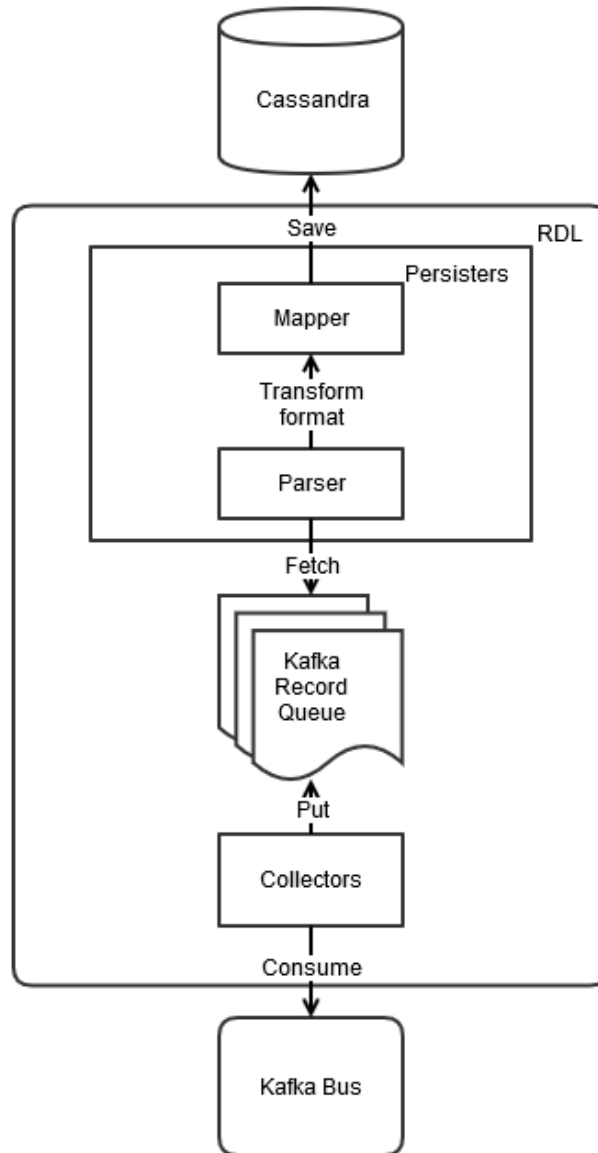 Cassandra
Save
RDL
Persisters
Mapper
Transform
format
Parser
Fetch
Kafka
Record
Queue
Put
Collectors
Consume
Kafka Bus